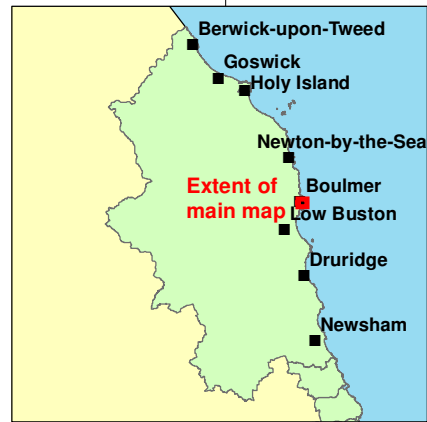 Berwick-upon-Tweed
Goswick
Holy Island
Newton-by-the-Sea
Extent of
main map
Boulmer
Low Buston
Druridge
Newsham